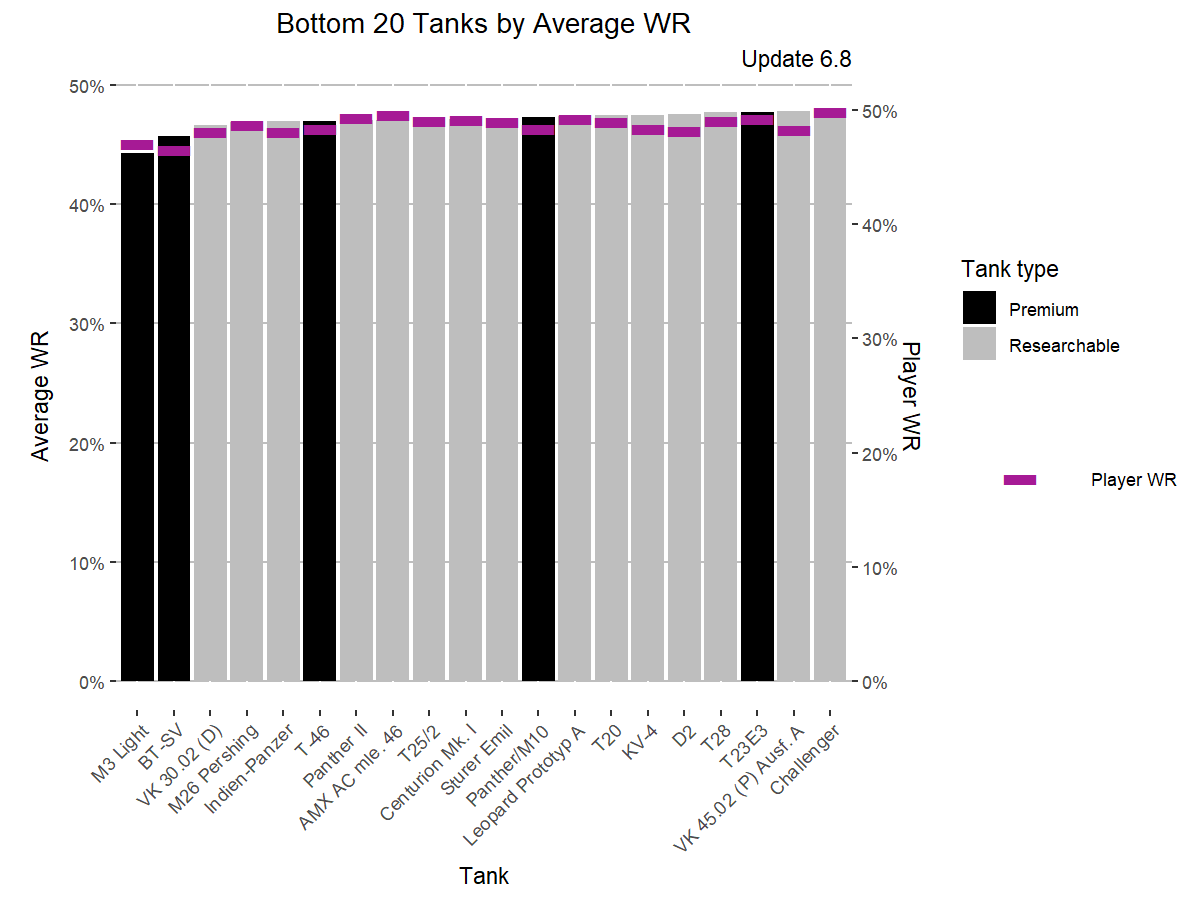 Bottom 20 Tanks by Average WR
Update 6.8
50%
40%
30%
20%
10%
0%
Average WR
50%
40%
30%
20%
10%
0%
Player WR
M3 Light
BT-SV
VK 30.02 (D)
M26 Pershing
Indien-Panzer
T-46
Panther II
AMX AC mle. 46
T25/2
Centurion Mk. I
Sturer Emil
Panther/M10
Leopard Prototyp A
T20
KV-4
D2
T28
T23E3
VK 45.02 (P) Ausf. A
Challenger
Tank
Tank type
Premium
Researchable
Player WR